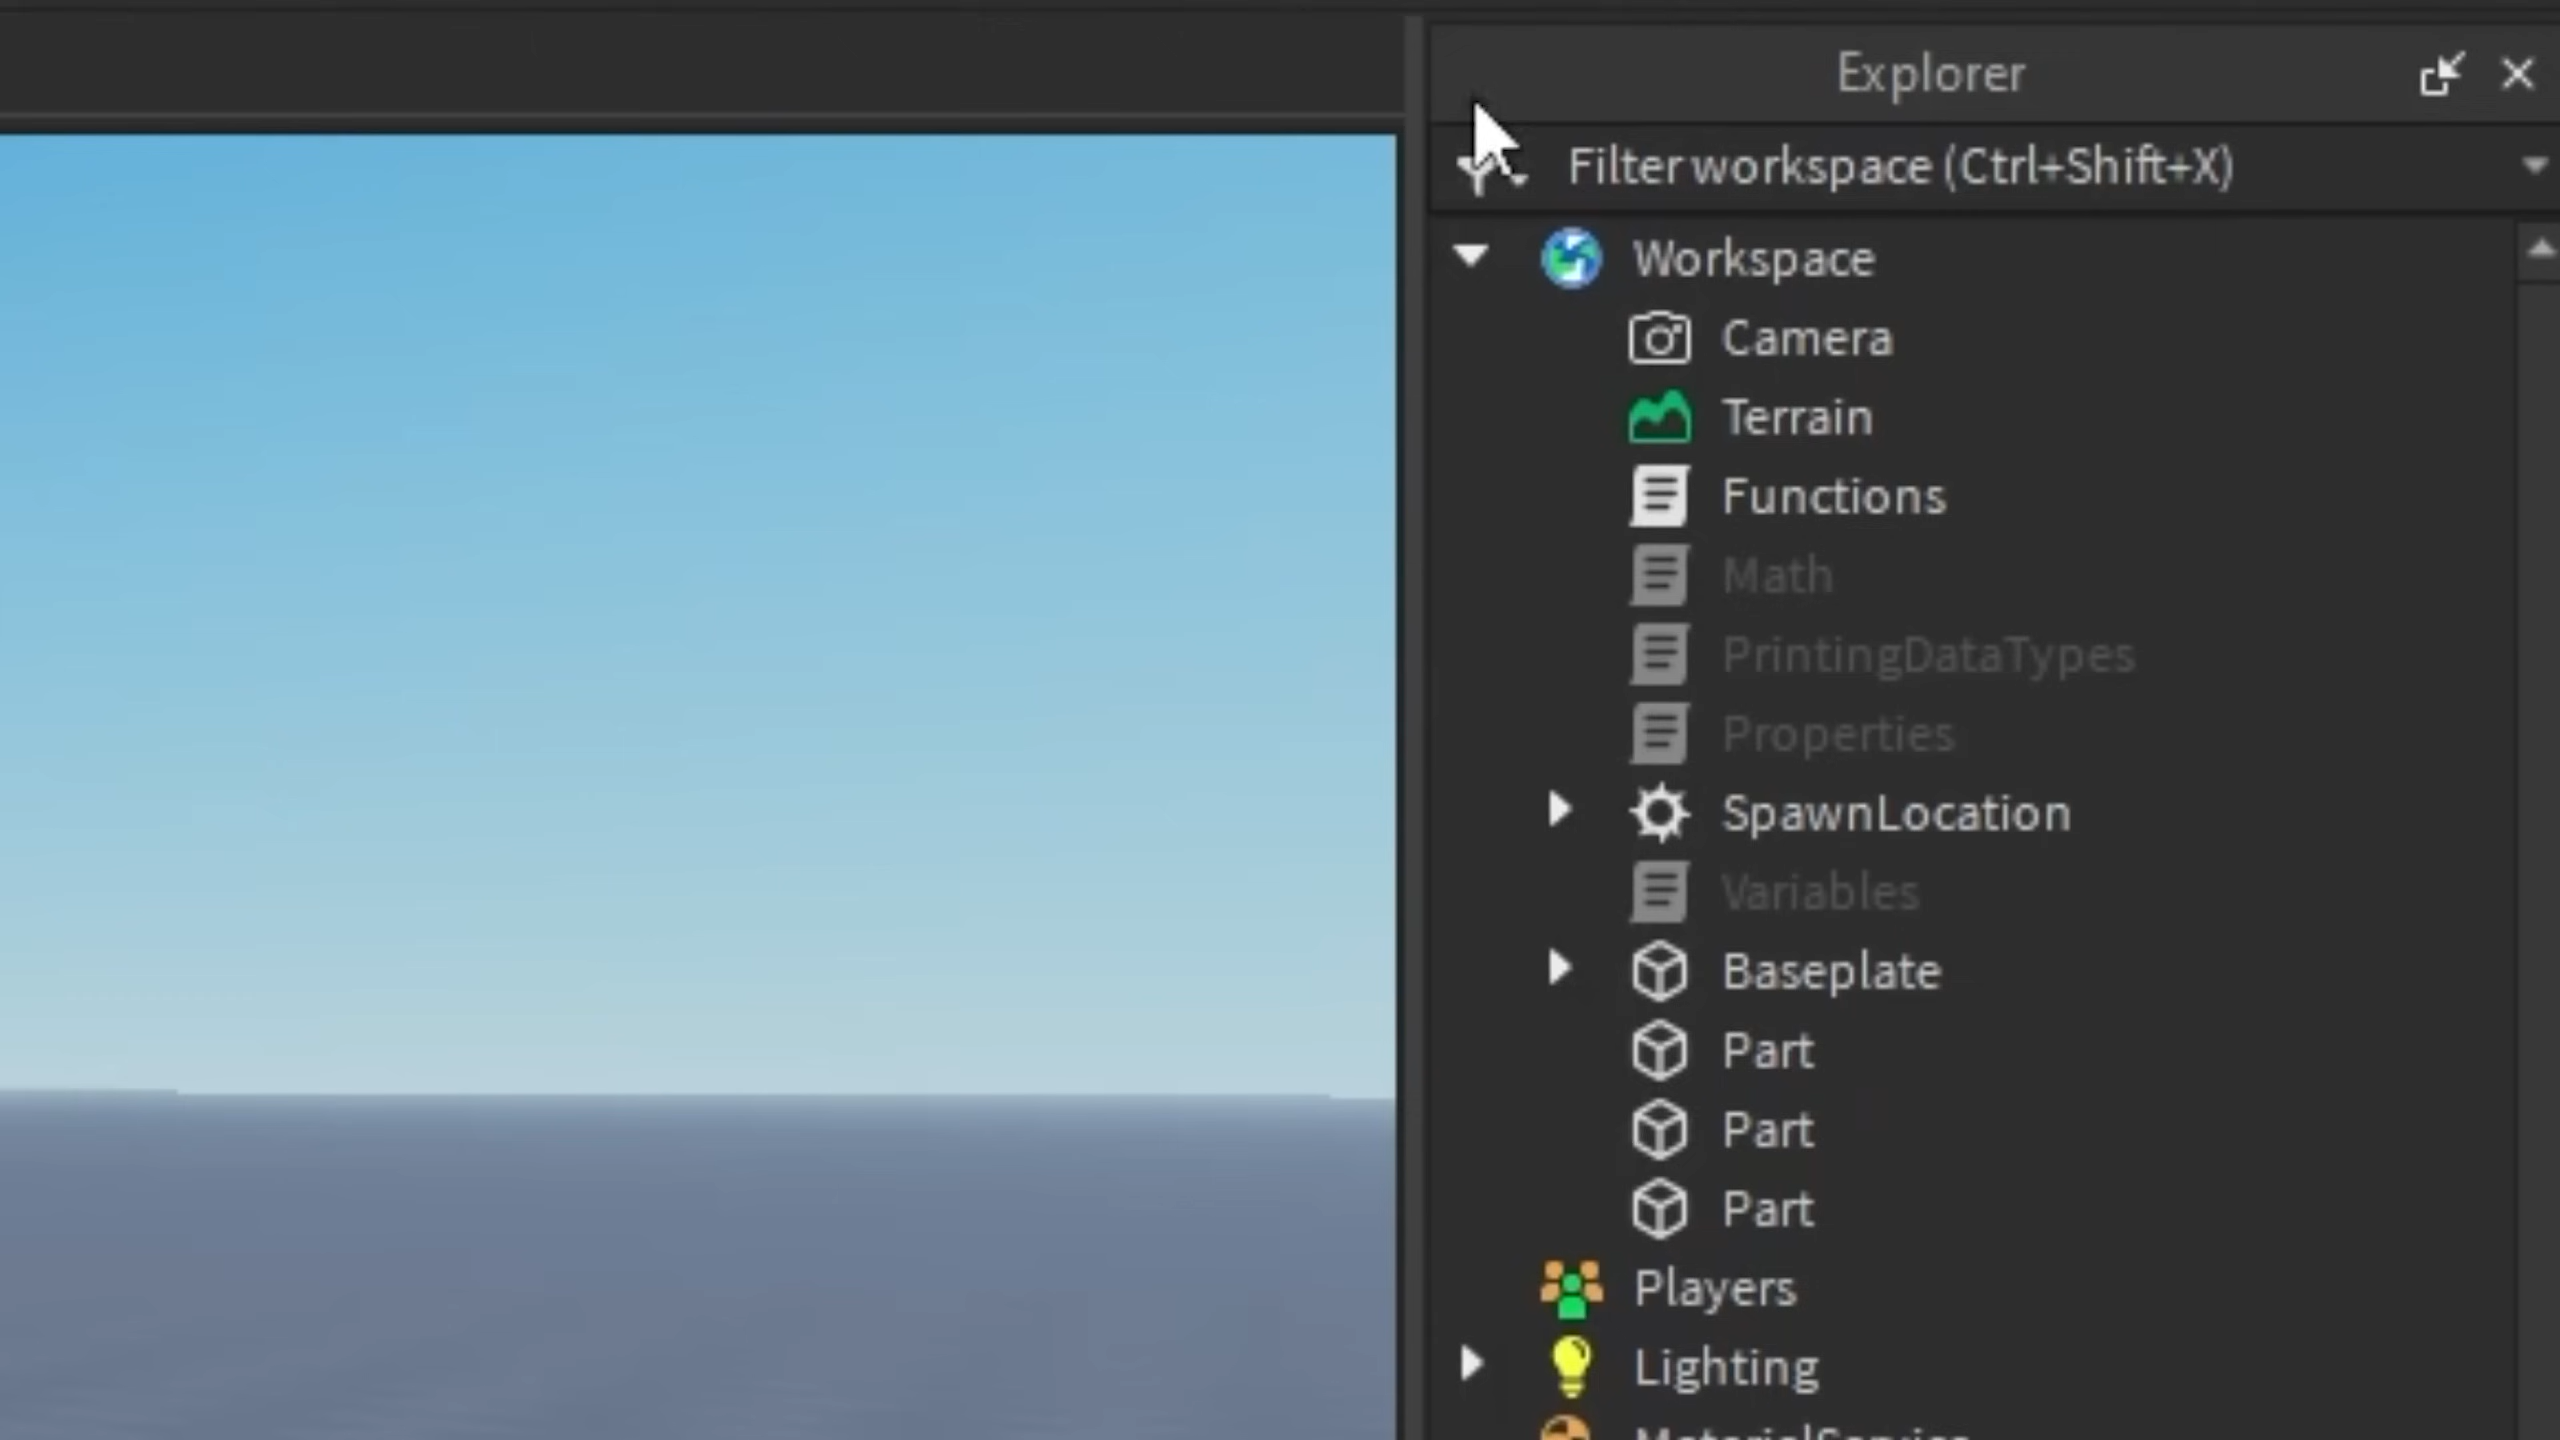 Explorer
Filter workspace (Ctrl+Shift+X)
Workspace
Camera
Terrain
Functions
Math
PrintingDataTypes
Properties
SpawnLocation
Variables
Baseplate
Part
Part
Part
Players
Lighting
MaterialService